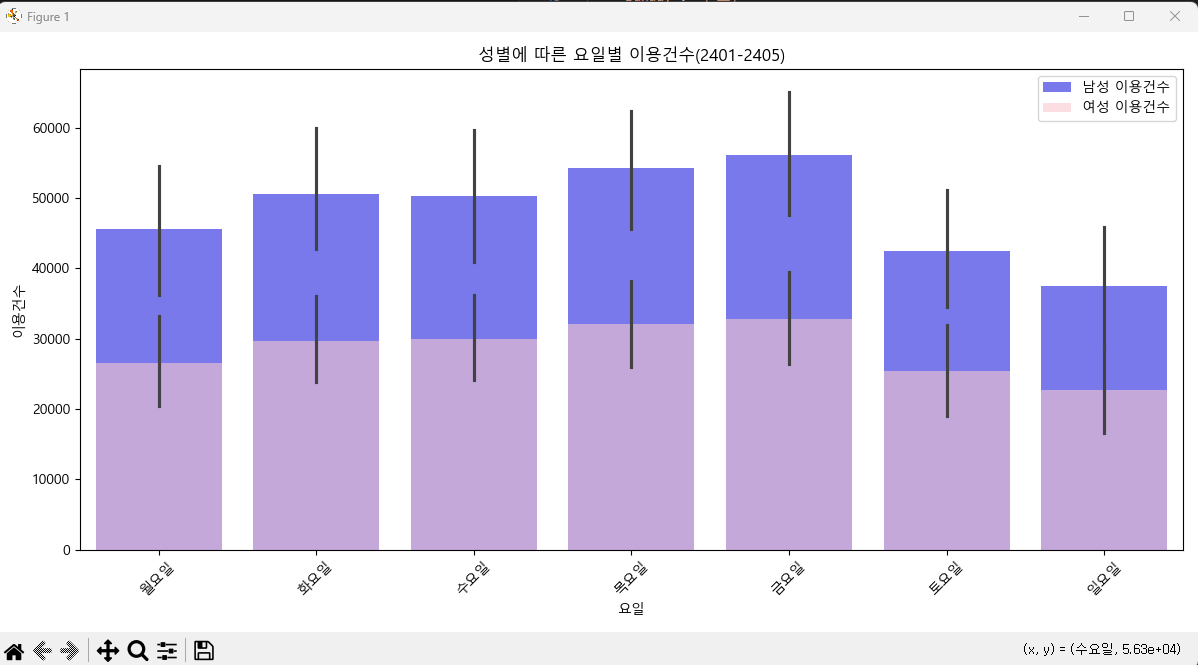 Figure 1
성별에 따른 요일별 이용건수(2401-2405)
남성 이용건수
여성 이용건수
60000
50000
40000
30000
20000
10000
0
이용건수
월요일
화요일
수요일
목요일
금요일
토요일
일요일
요일
(x, y) = (수요일, 5.63e+04)